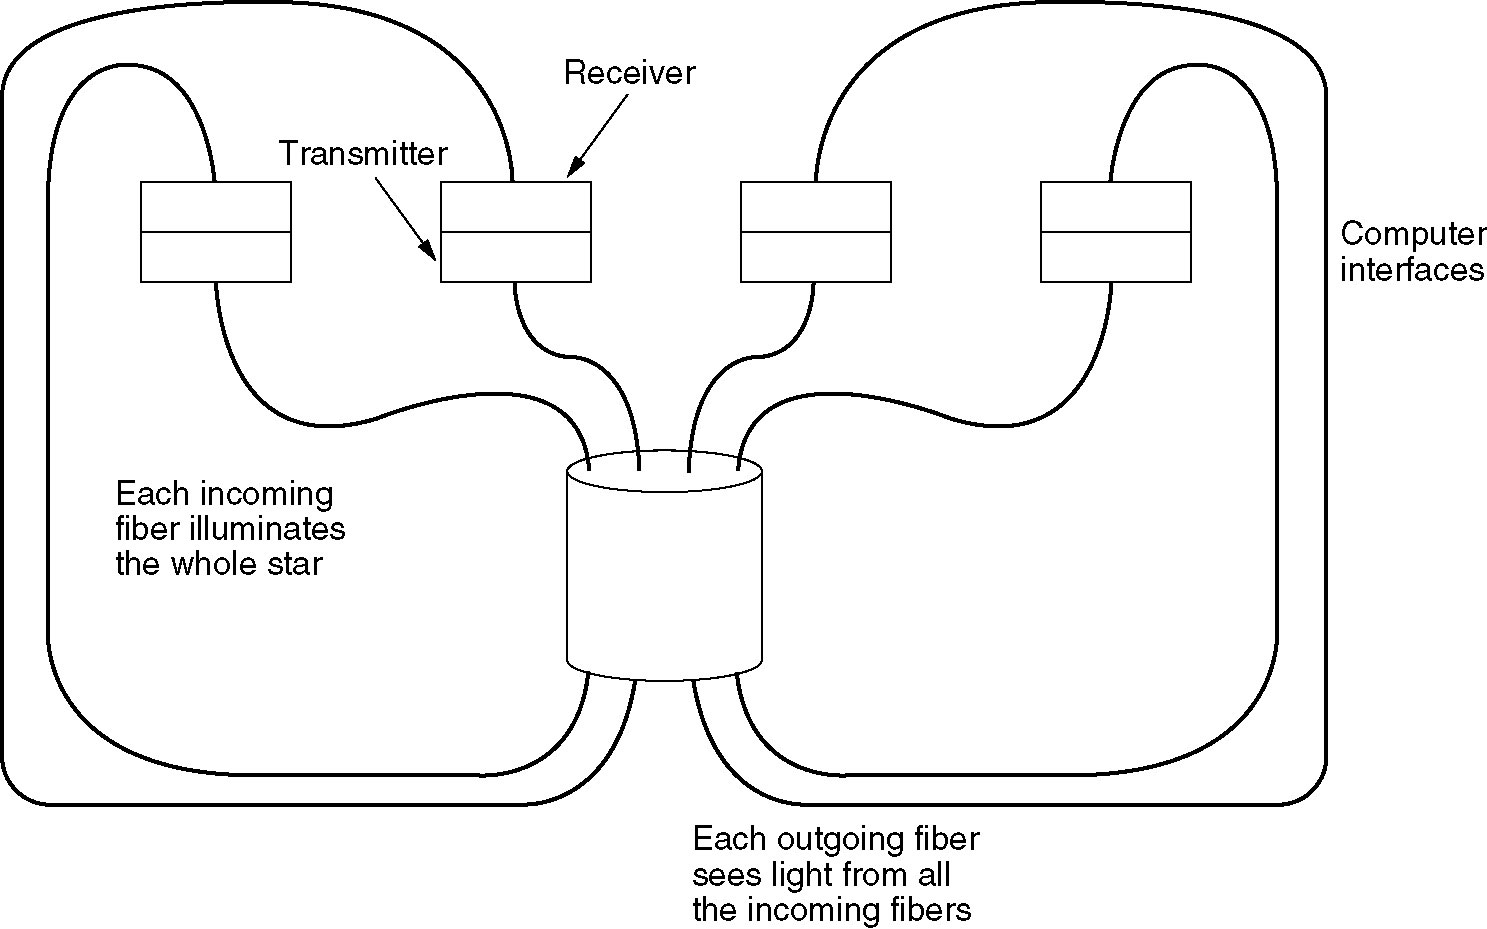 Receiver
Transmitter
Computer
interfaces
Each incoming
fiber illuminates
the whole star
Each outgoing fiber
sees light from all
the incoming fibers